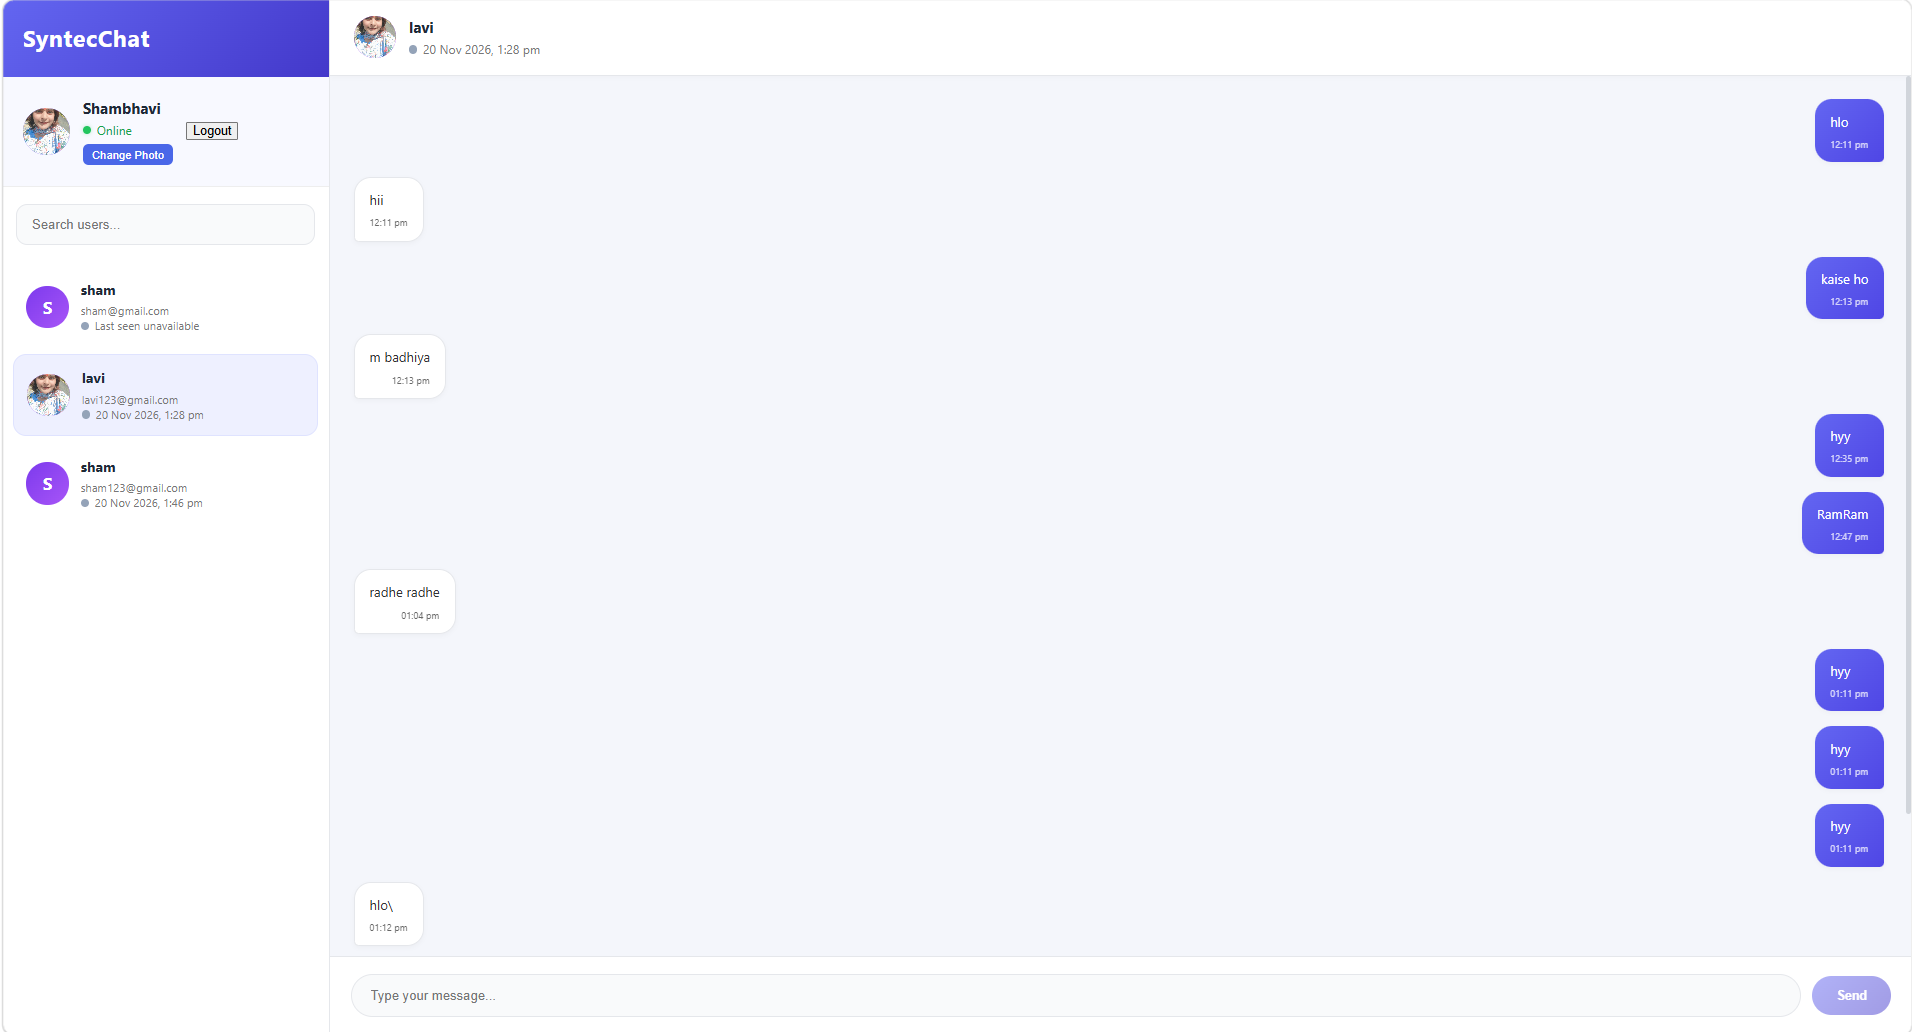 SyntecChat
Shambhavi
Online
Logout
Change Photo
Search users...
S
sham
sham@gmail.com
Last seen unavailable
lavi
lavi123@gmail.com
20 Nov 2026, 1:28 pm
S
sham
sham123@gmail.com
20 Nov 2026, 1:46 pm
lavi
20 Nov 2026, 1:28 pm
hlo
12:11 pm
hii
12:11 pm
kaise ho
12:13 pm
m badhiya
12:13 pm
hyy
12:35 pm
RamRam
12:47 pm
radhe radhe
01:04 pm
hyy
01:11 pm
hyy
01:11 pm
hyy
01:11 pm
hlo\
01:12 pm
Type your message...
Send